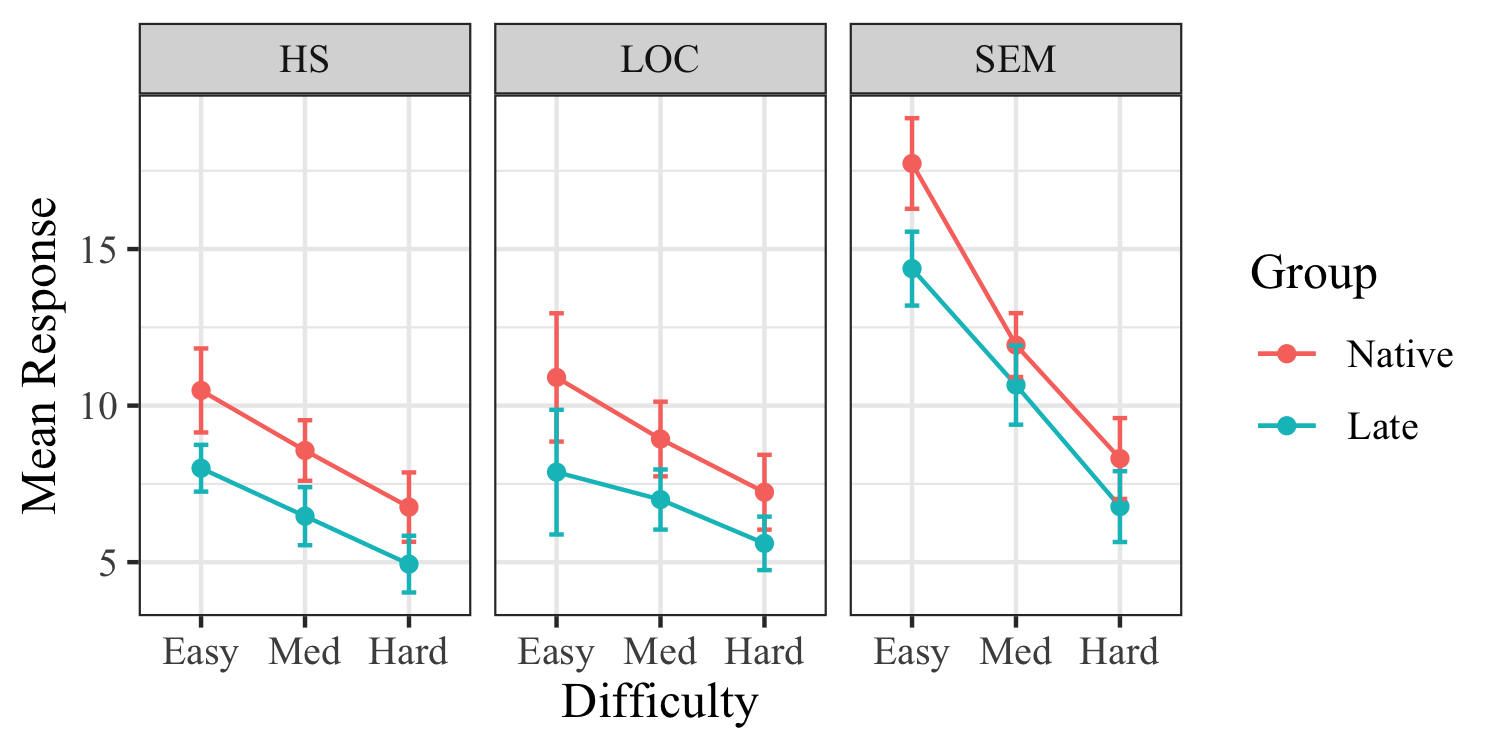 HS LOC SEM
Mean Response
15
10
5
Easy Med Hard Easy Med Hard Easy Med Hard
Difficulty
Group
Native
Late